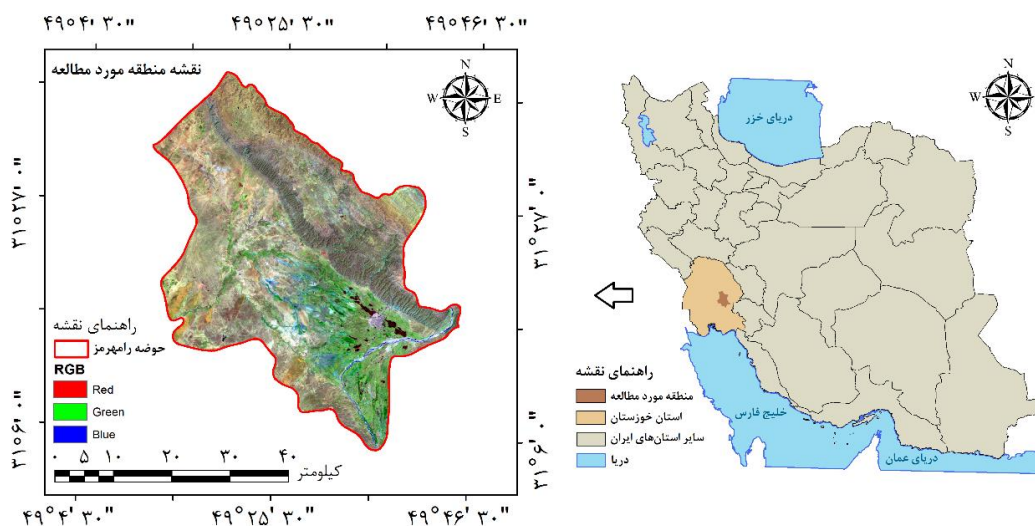 ۴۹°۴' ۳۰" ۴۹°۲۵' ۳۰" ۴۹°۴۶' ۳۰"
نقشه منطقه مورد مطالعه
N
W E
S
۳۱°۲۷' ۰"
۳۱°۶' ۰"
راهنمای نقشه
حوضه رامهرمز
RGB
Red
Green
Blue
۰ ۵ ۱۰ ۲۰ ۳۰ ۴۰
کیلومتر
۳۱°۲۷' ۰"
۳۱°۶' ۰"
۴۹°۴' ۳۰" ۴۹°۲۵' ۳۰" ۴۹°۴۶' ۳۰"
N
W E
S
دریای خزر
خلیج فارس
دریای عمان
راهنمای نقشه
منطقه مورد مطالعه
استان خوزستان
سایر استان‌های ایران
دریا